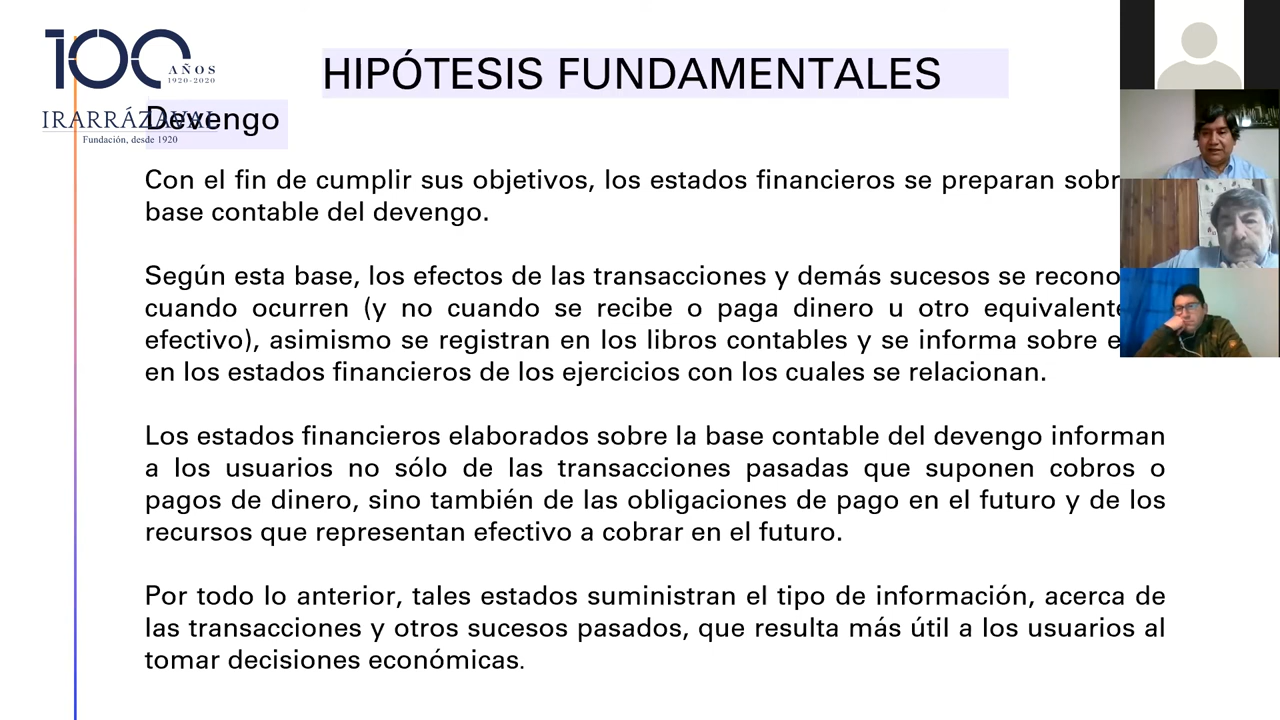 100
AÑOS
1920-2020
IRARRÁZAVAL
Fundación, desde 1920
HIPÓTESIS FUNDAMENTALES
Devengo
Con el fin de cumplir sus objetivos, los estados financieros se preparan
base contable del devengo.
Según esta base, los efectos de las transacciones y demás sucesos se
cuando ocurren (y no cuando se recibe o paga dinero u otro
efectivo), asimismo se registran en los libros contables y se informa sobre
en los estados financieros de los ejercicios con los cuales se relacionan.
Los estados financieros elaborados sobre la base contable del devengo informan
a los usuarios no sólo de las transacciones pasadas que suponen cobros o
pagos de dinero, sino también de las obligaciones de pago en el futuro y de los
recursos que representan efectivo a cobrar en el futuro.
Por todo lo anterior, tales estados suministran el tipo de información, acerca de
las transacciones y otros sucesos pasados, que resulta más útil a los usuarios al
tomar decisiones económicas.